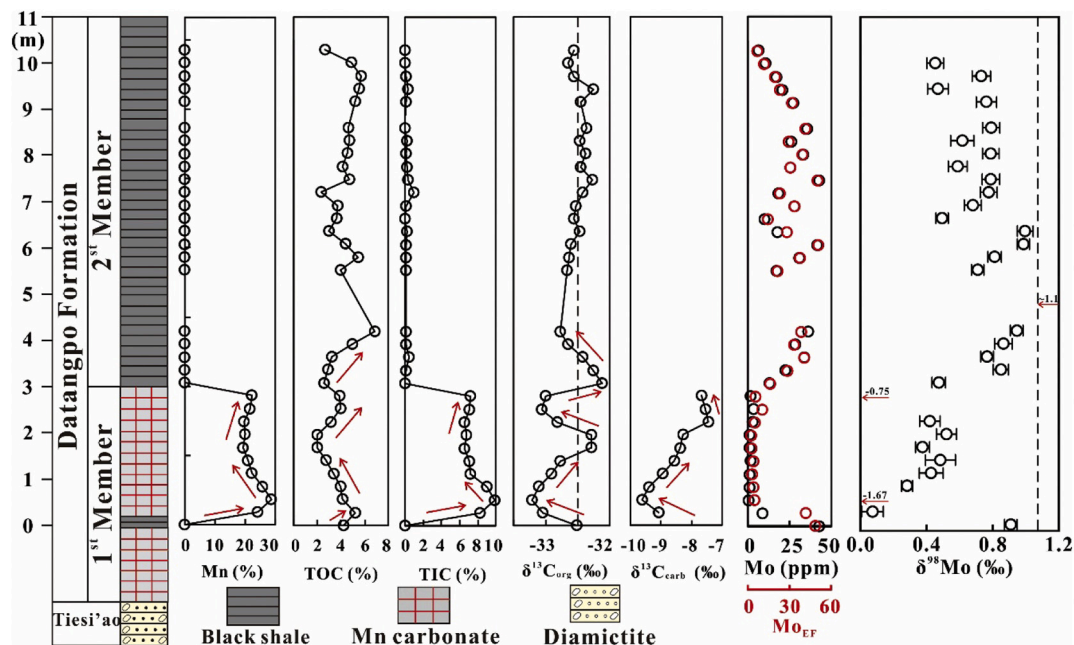 11
(m)
10
9
8
7
6
5
4
3
2
1
0
Datangpo Formation
2st Member
1st Member
Tiesi'ao
0 10 20 30
Mn (%)
0 2 4 6 8
TOC (%)
0 2 4 6 8 10
TIC (%)
-33 -32
δ13Corg (‰)
-10 -9 -8 -7
δ13Ccarb (‰)
0 25 50
Mo (ppm)
0 30 60
MoEF
~1.1
-0.75
-1.67
0 0.4 0.8 1.2
δ98Mo (‰)
Black shale
Mn carbonate
Diamictite